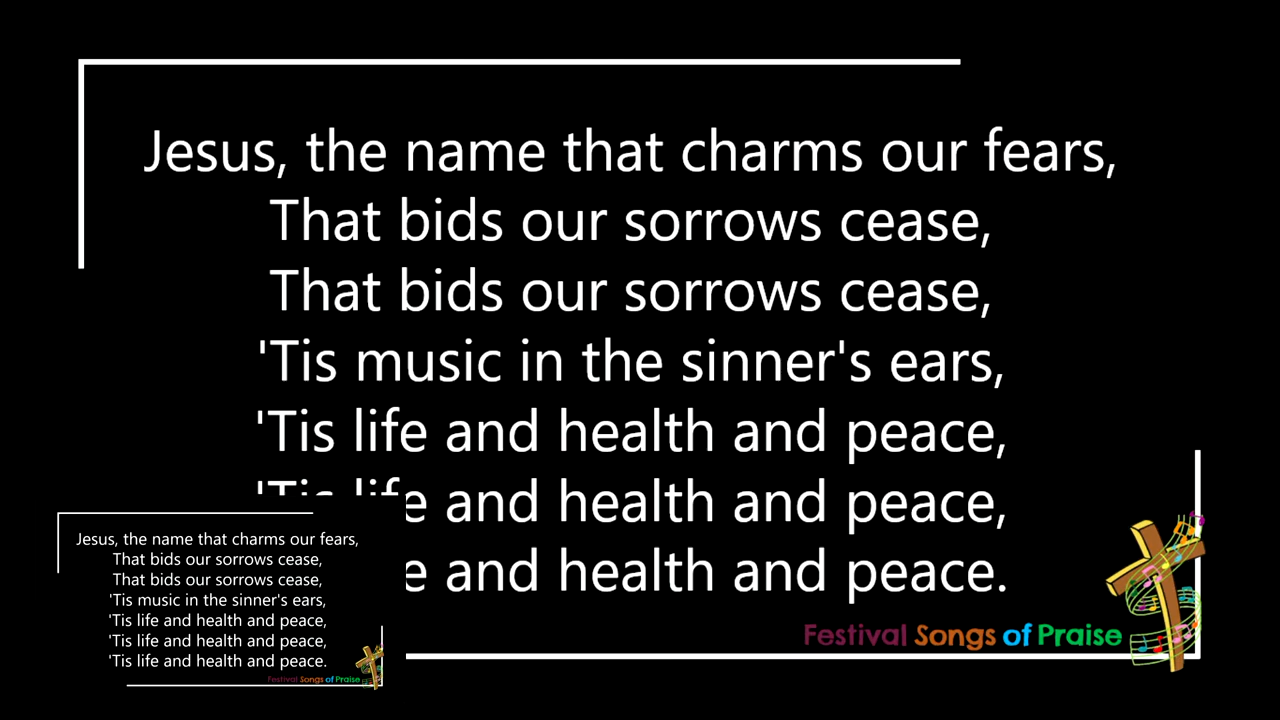 Jesus, the name that charms our fears,
That bids our sorrows cease,
That bids our sorrows cease,
'Tis music in the sinner's ears,
'Tis life and health and peace,
'Tis life and health and peace,
e and health and peace.
Festival Songs of Praise
Jesus, the name that charms our fears,
That bids our sorrows cease,
That bids our sorrows cease,
'Tis music in the sinner's ears,
'Tis life and health and peace,
'Tis life and health and peace,
'Tis life and health and peace.
Festival Songs of Praise